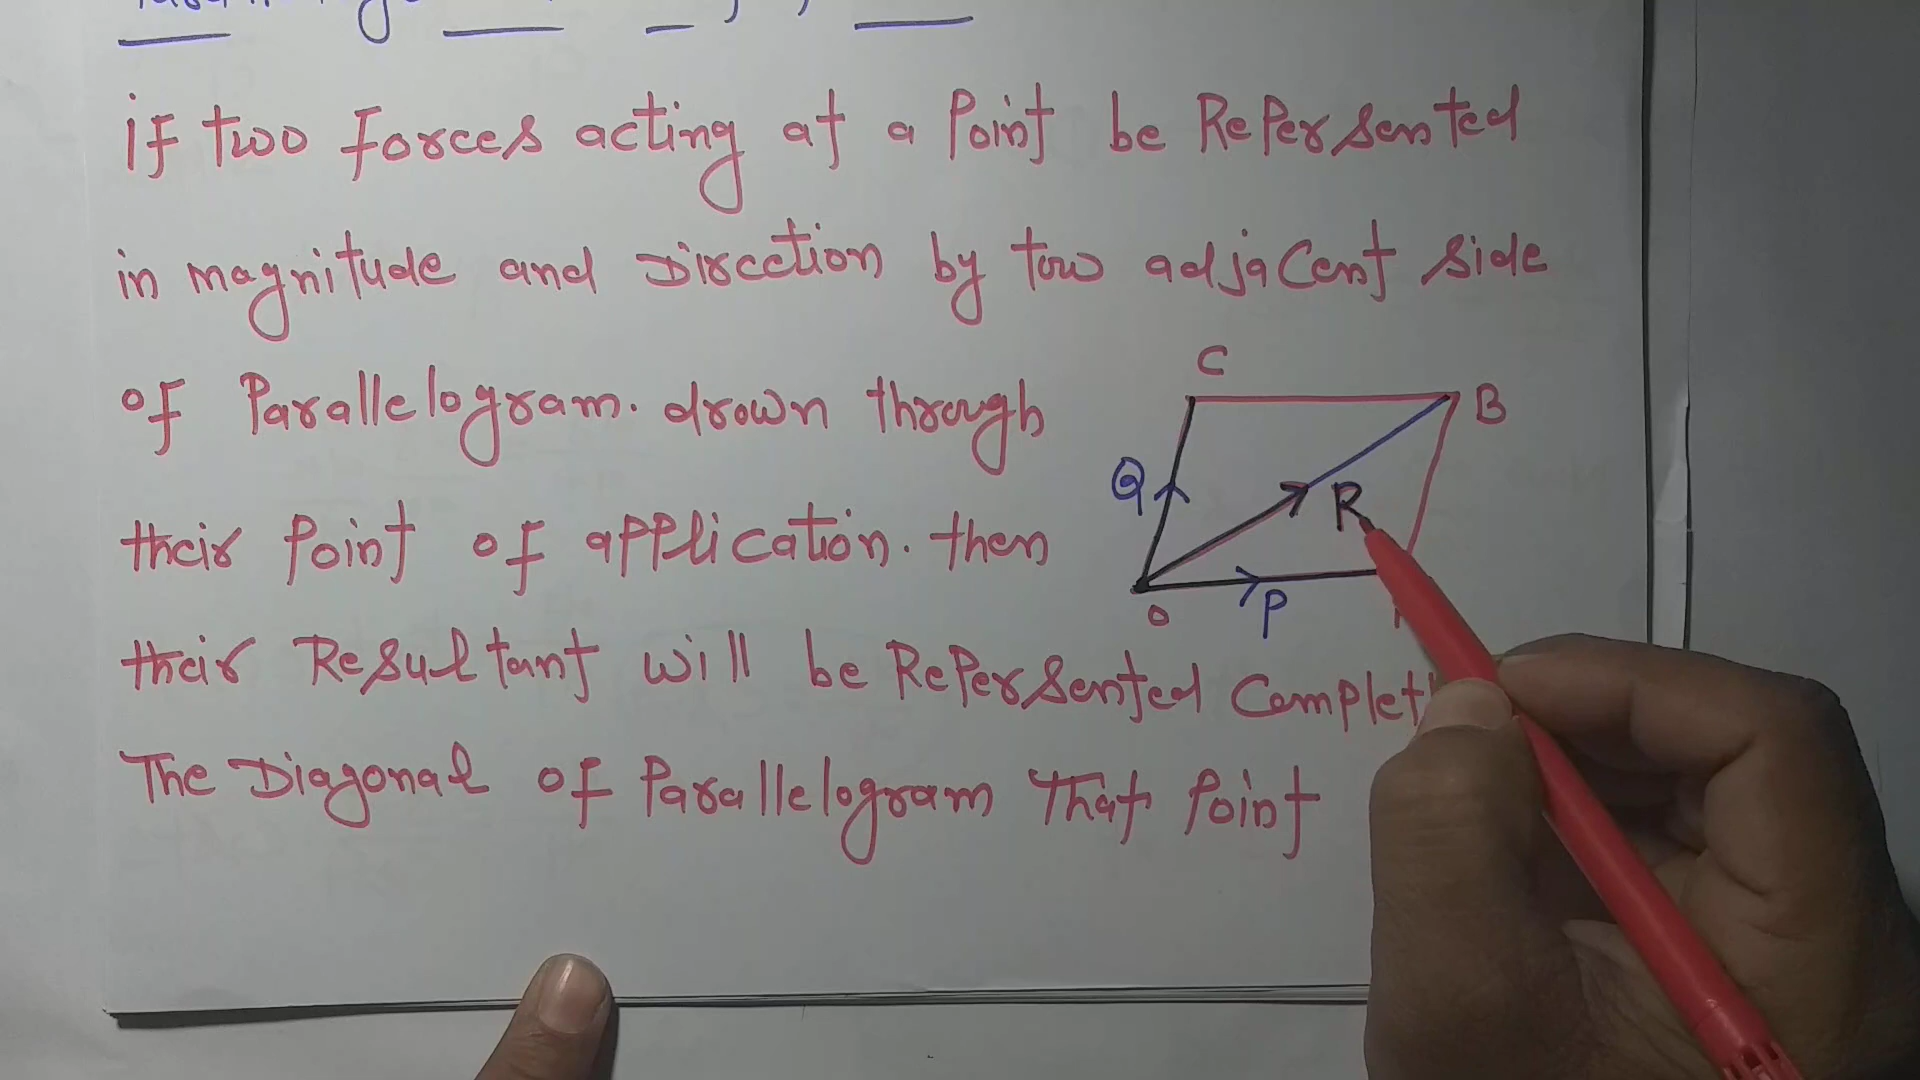 if two forces acting at a Point be RePersented
in magnitude and Direction by tow adjacent side
of Parallelogram. drown through
their Point of application. then
their Resultant will be RePersented Complet
The Diagonal of Parallelogram That Point
C
B
Q
R
O
P